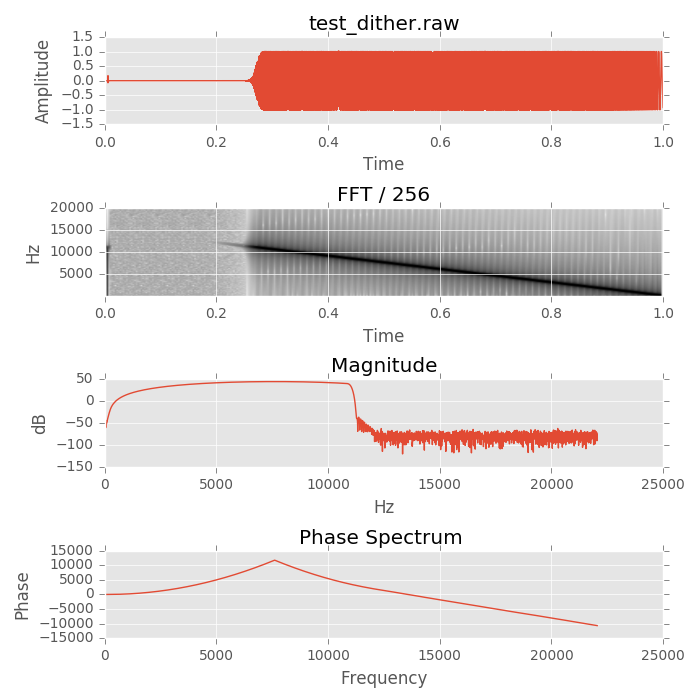 test_dither.raw
Amplitude
1.5
1.0
0.5
0.0
−0.5
−1.0
−1.5
0.0 0.2 0.4 0.6 0.8 1.0
Time
FFT / 256
Hz
20000
15000
10000
5000
0.0 0.2 0.4 0.6 0.8 1.0
Time
Magnitude
dB
50
0
−50
−100
−150
0 5000 10000 15000 20000 25000
Hz
Phase Spectrum
Phase
15000
10000
5000
0
−5000
−10000
−15000
0 5000 10000 15000 20000 25000
Frequency